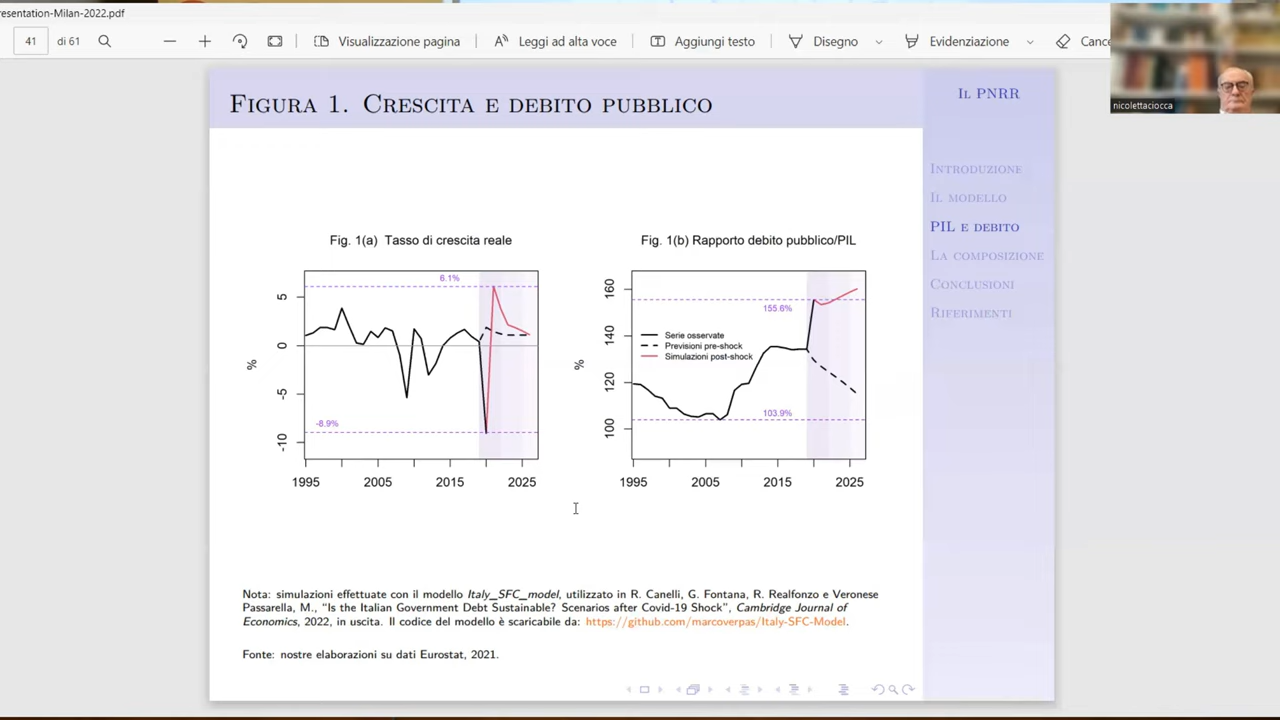 resentation-Milan-2022.pdf
41 di 61 Visualizzazione pagina Leggi ad alta voce Aggiungi testo Disegno Evidenziazione Cance
nicolettaciocca
Figura 1. Crescita e debito pubblico
Il PNRR
Introduzione
Il modello
PIL e debito
La composizione
Conclusioni
Riferimenti
Fig. 1(a) Tasso di crescita reale
6.1%
-8.9%
%
5
0
-5
-10
1995 2005 2015 2025
Fig. 1(b) Rapporto debito pubblico/PIL
155.6%
Serie osservate
Previsioni pre-shock
Simulazioni post-shock
103.9%
%
160
140
120
100
1995 2005 2015 2025
Nota: simulazioni effettuate con il modello Italy_SFC_model, utilizzato in R. Canelli, G. Fontana, R. Realfonzo e Veronese
Passarella, M., “Is the Italian Government Debt Sustainable? Scenarios after Covid-19 Shock”, Cambridge Journal of
Economics, 2022, in uscita. Il codice del modello è scaricabile da: https://github.com/marcoverpas/Italy-SFC-Model.
Fonte: nostre elaborazioni su dati Eurostat, 2021.